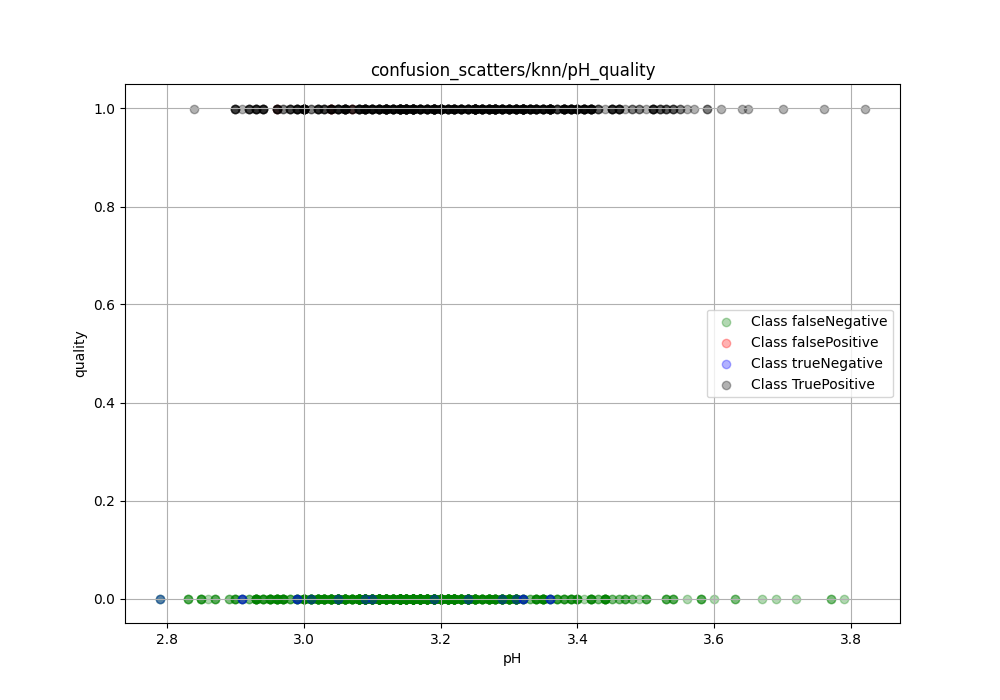 confusion_scatters/knn/pH_quality
1.0
0.8
0.6
0.4
0.2
0.0
quality
Class falseNegative
Class falsePositive
Class trueNegative
Class TruePositive
2.8 3.0 3.2 3.4 3.6 3.8
pH